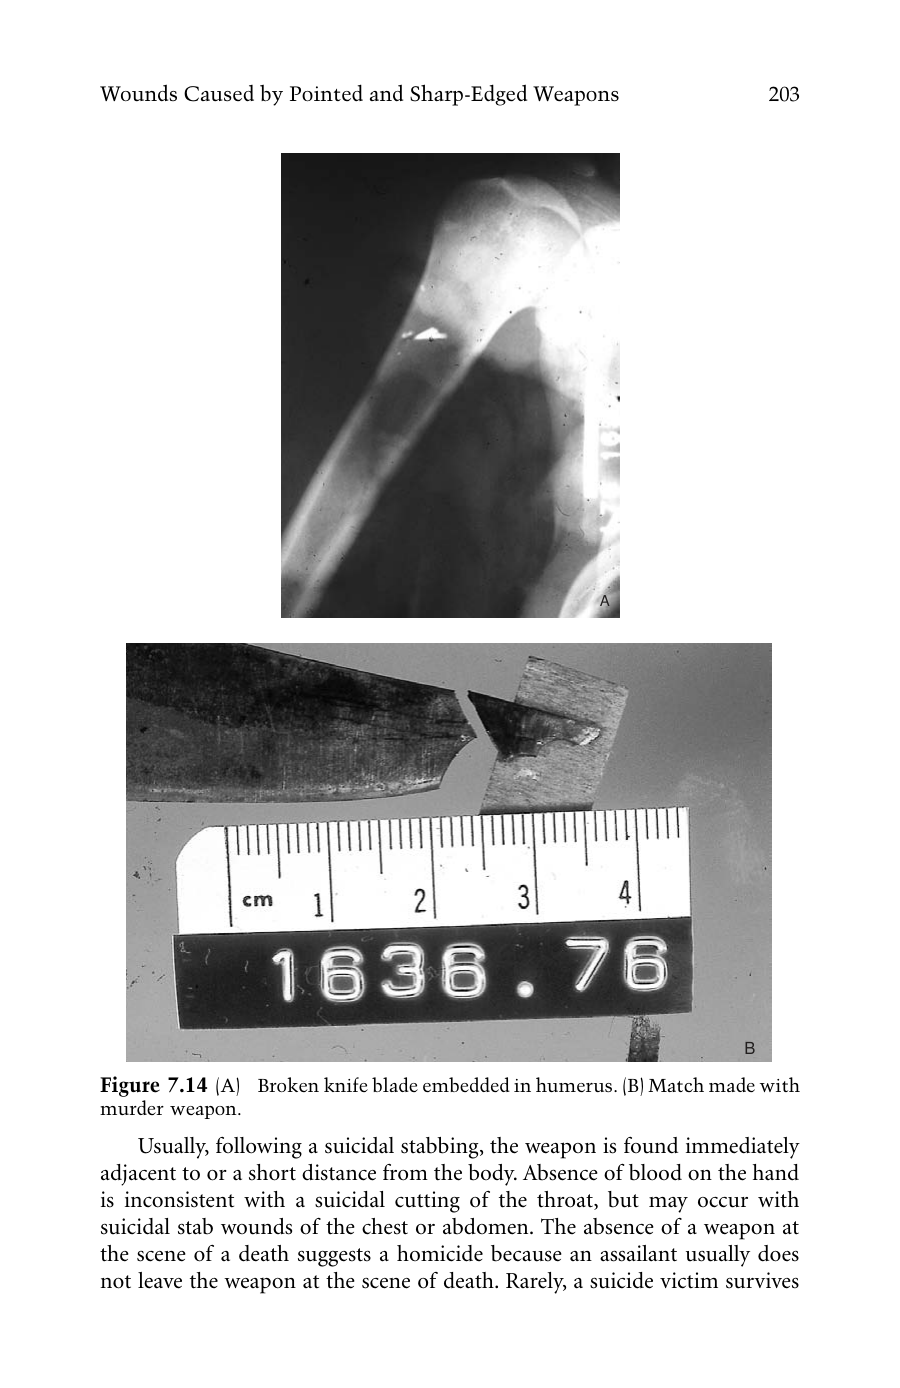 Wounds Caused by Pointed and Sharp-Edged Weapons 203
A
cm 1 2 3 4
1636.76
B
Figure 7.14 (A) Broken knife blade embedded in humerus. (B) Match made with
murder weapon.
Usually, following a suicidal stabbing, the weapon is found immediately
adjacent to or a short distance from the body. Absence of blood on the hand
is inconsistent with a suicidal cutting of the throat, but may occur with
suicidal stab wounds of the chest or abdomen. The absence of a weapon at
the scene of a death suggests a homicide because an assailant usually does
not leave the weapon at the scene of death. Rarely, a suicide victim survives